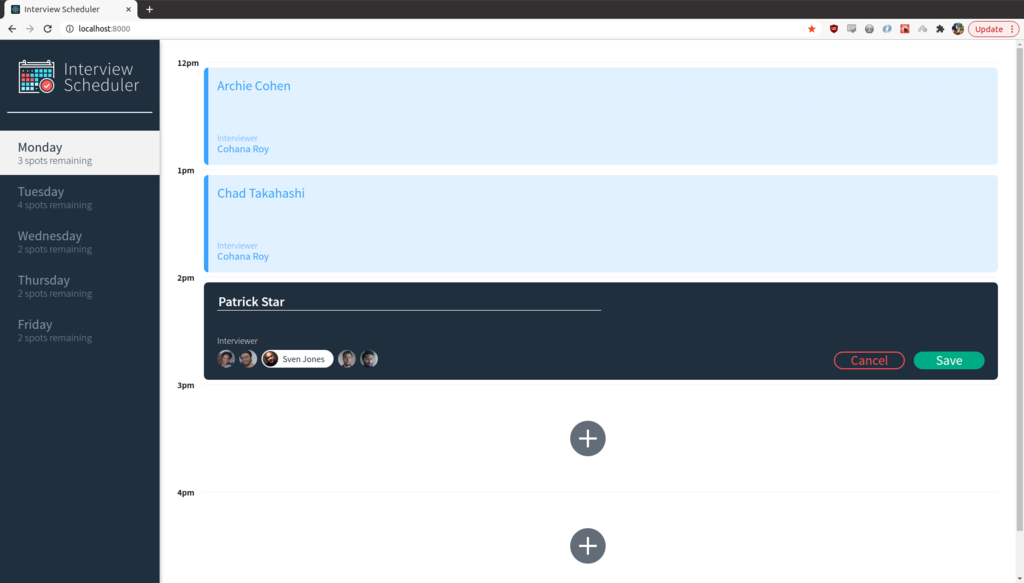 Interview Scheduler
localhost:8000
Update
Interview
Scheduler
Monday
3 spots remaining
Tuesday
4 spots remaining
Wednesday
2 spots remaining
Thursday
2 spots remaining
Friday
2 spots remaining
12pm
Archie Cohen
Interviewer
Cohana Roy
1pm
Chad Takahashi
Interviewer
Cohana Roy
2pm
Patrick Star
Interviewer
Sven Jones
Cancel
Save
3pm
4pm